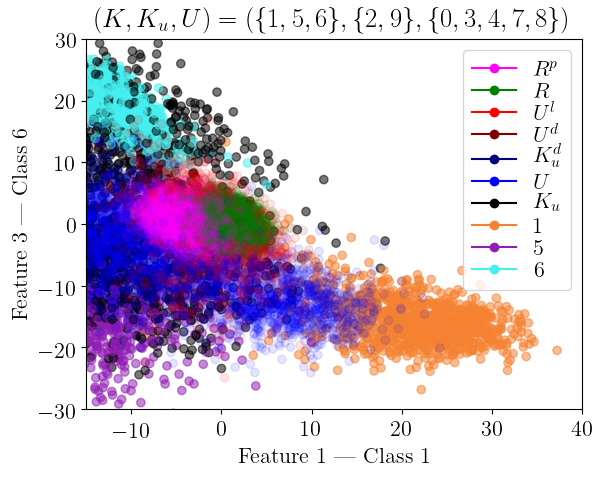 (K, K_u, U) = ({1, 5, 6}, {2, 9}, {0, 3, 4, 7, 8})
R^p
R
U^l
U^d
K_u^d
U
K_u
1
5
6
30
20
10
0
−10
−20
−30
Feature 3 — Class 6
−10
0
10
20
30
40
Feature 1 — Class 1